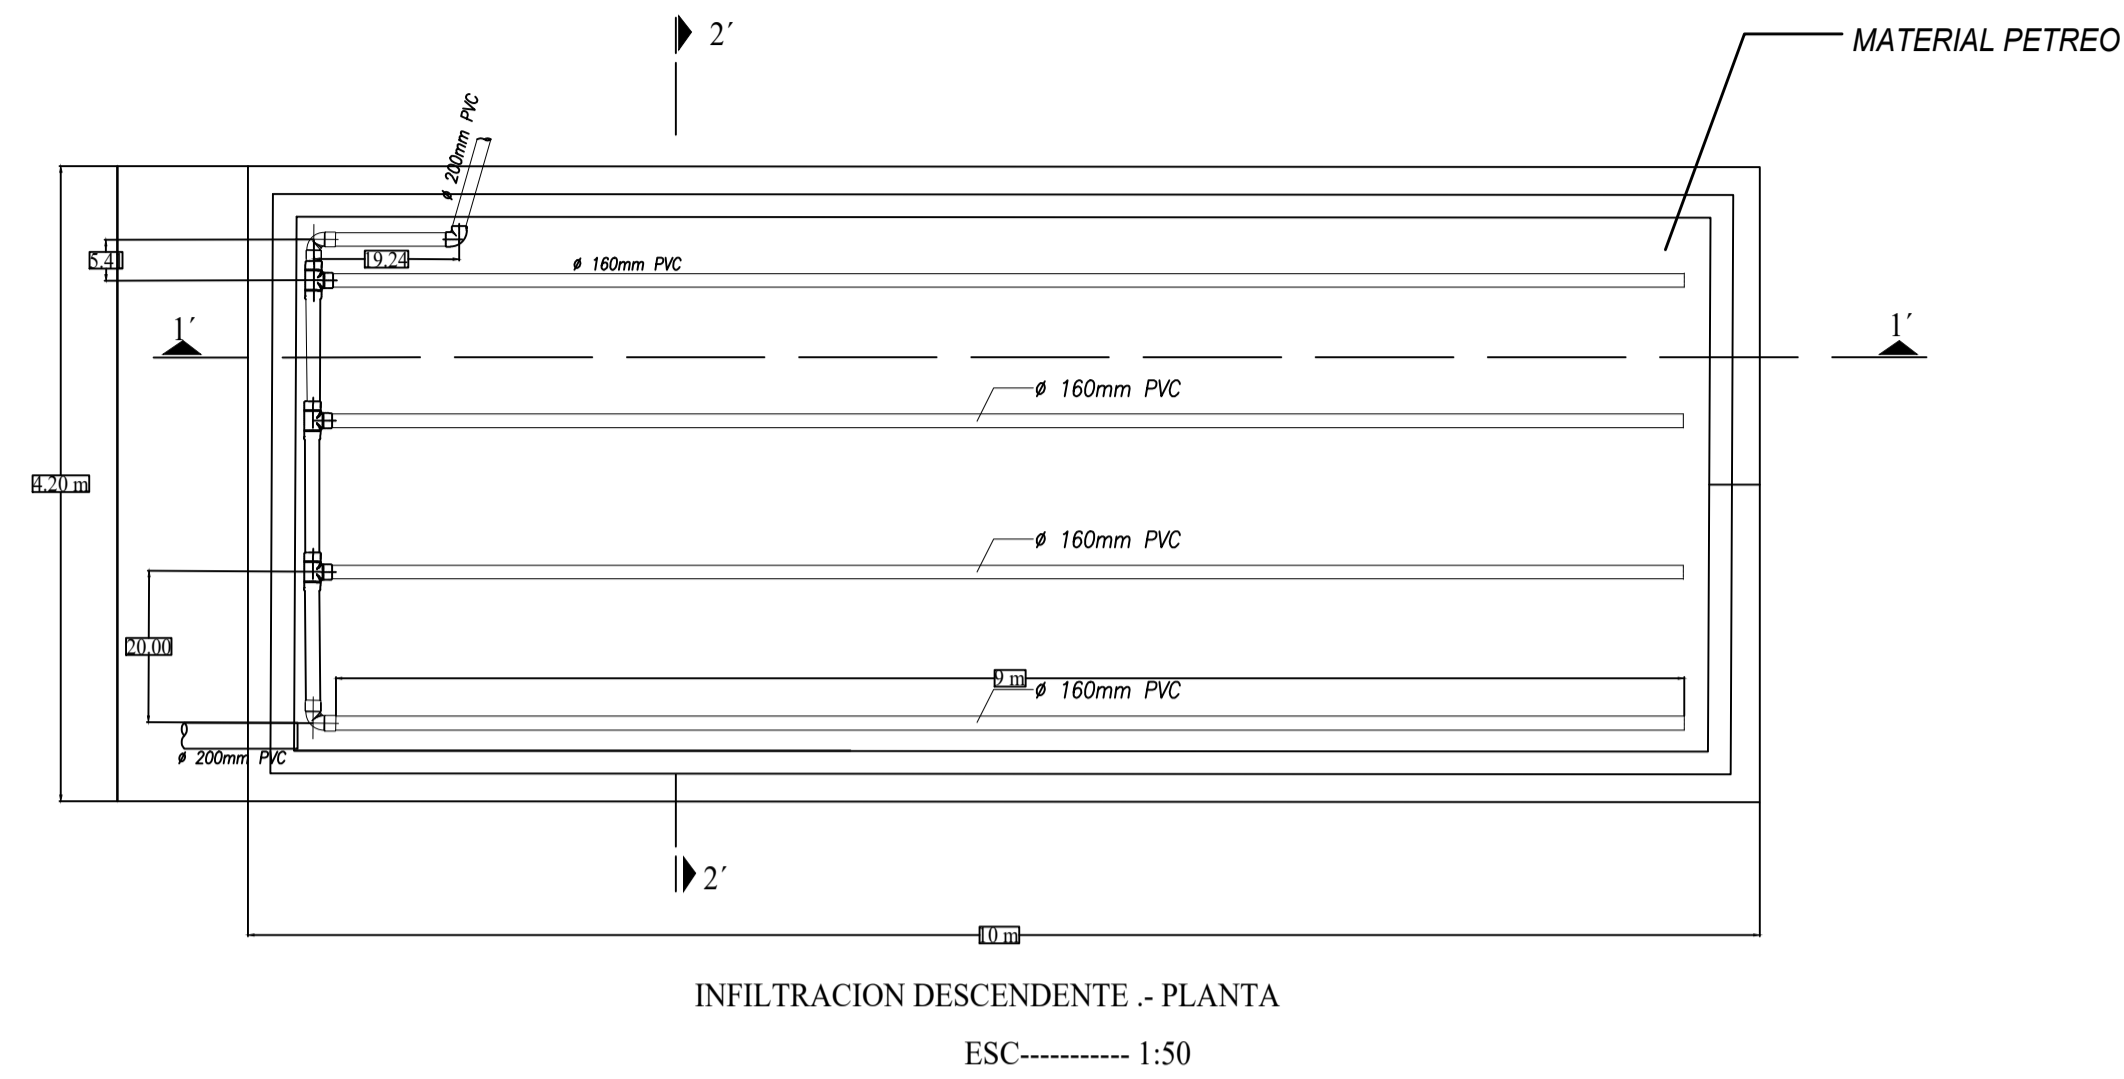 2´
MATERIAL PETREO
ø 200mm PVC
5.41
19.24
ø 160mm PVC
1´
1´
ø 160mm PVC
4.20 m
ø 160mm PVC
20.00
9 m
ø 160mm PVC
ø 200mm PVC
2´
10 m
INFILTRACION DESCENDENTE .- PLANTA
ESC----------- 1:50